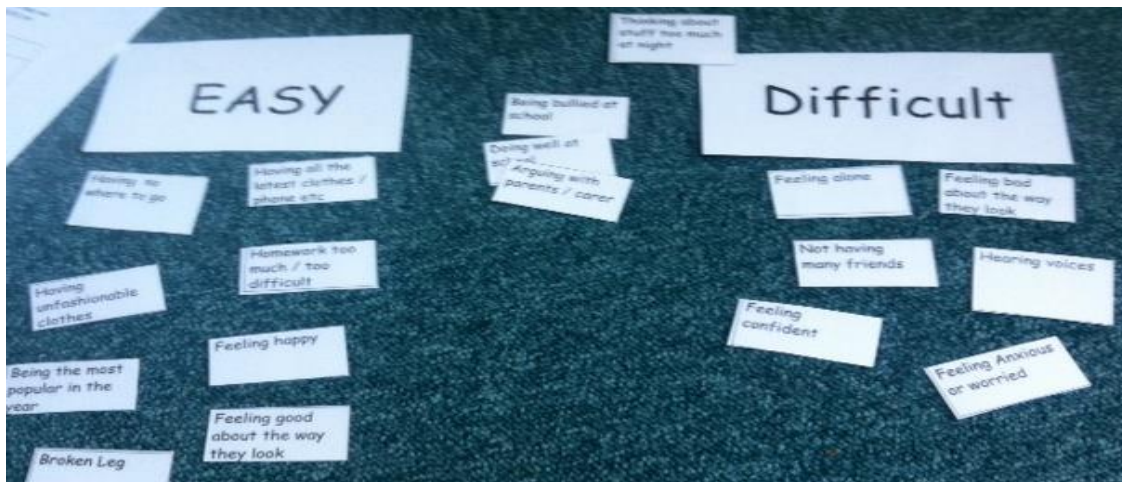 EASY
Having no
where to go
Having all the
latest clothes /
phone etc
Homework too
much / too
difficult
Having
unfashionable
clothes
Feeling happy
Being the most
popular in the
year
Feeling good
about the way
they look
Broken Leg
Being bullied at
school
Doing well at
Arguing with
parents / carer
Thinking about
stuff too much
at night
Difficult
Feeling alone
Feeling bad
about the way
they look
Not having
many friends
Hearing voices
Feeling
confident
Feeling Anxious
or worried